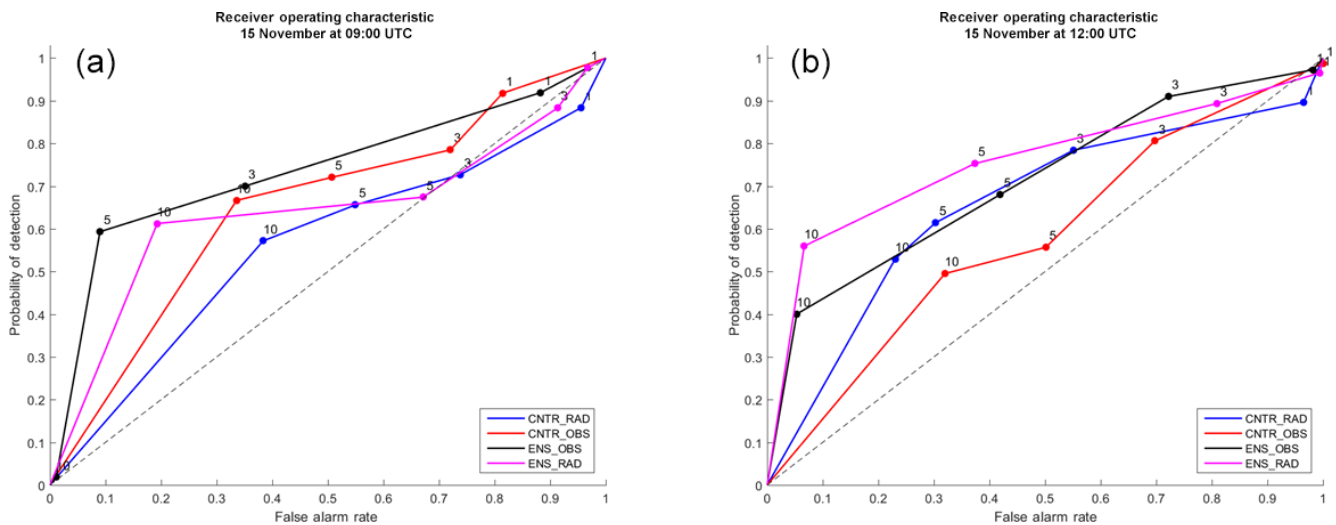 Receiver operating characteristic
15 November at 09:00 UTC
(a)
Probability of detection
1
0.9
0.8
0.7
0.6
0.5
0.4
0.3
0.2
0.1
0
0 0.1 0.2 0.3 0.4 0.5 0.6 0.7 0.8 0.9 1
False alarm rate
1
1
1
1
3
3
3
3
5
5
5
5
10
10
10
CNTR_RAD
CNTR_OBS
ENS_OBS
ENS_RAD
Receiver operating characteristic
15 November at 12:00 UTC
(b)
Probability of detection
1
0.9
0.8
0.7
0.6
0.5
0.4
0.3
0.2
0.1
0
0 0.1 0.2 0.3 0.4 0.5 0.6 0.7 0.8 0.9 1
False alarm rate
1
1
1
3
3
3
3
5
5
5
5
10
10
10
10
CNTR_RAD
CNTR_OBS
ENS_OBS
ENS_RAD